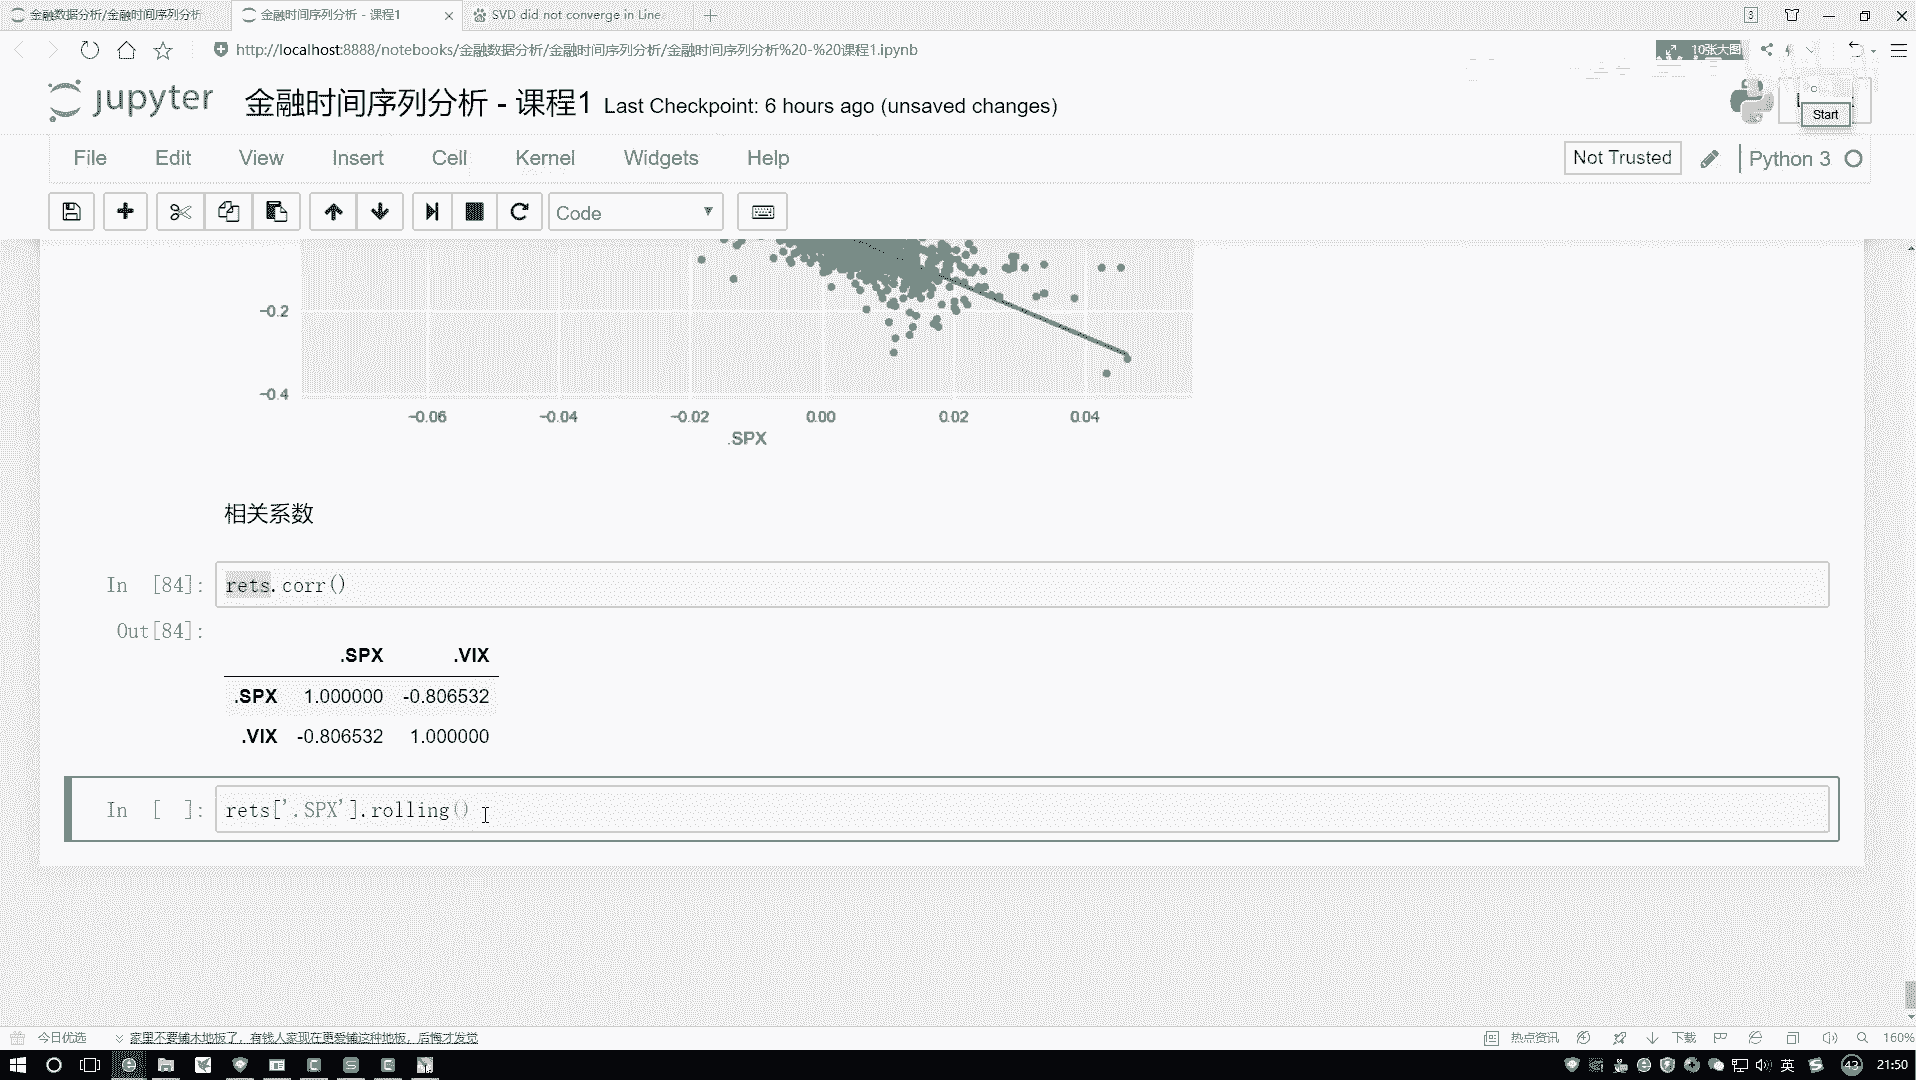 金融数据分析/金融时间序列分析
金融时间序列分析 - 课程1
SVD did not converge in Line
3
http://localhost:8888/notebooks/金融数据分析/金融时间序列分析/金融时间序列分析%20-%20课程1.ipynb
10张大图
jupyter
金融时间序列分析 - 课程1
Last Checkpoint: 6 hours ago (unsaved changes)
Start
File
Edit
View
Insert
Cell
Kernel
Widgets
Help
Not Trusted
Python 3
Code
−0.2
−0.4
−0.06
−0.04
−0.02
0.00
0.02
0.04
.SPX
相关系数
In [84]:
rets.corr()
Out[84]:
.SPX .VIX
.SPX 1.000000 -0.806532
.VIX -0.806532 1.000000
In [ ]:
rets['.SPX'].rolling()
今日优选
家里不要铺木地板了，有钱人家现在更爱铺这种地板，后悔才发觉
热点资讯
下载
160%
英
43
21:50